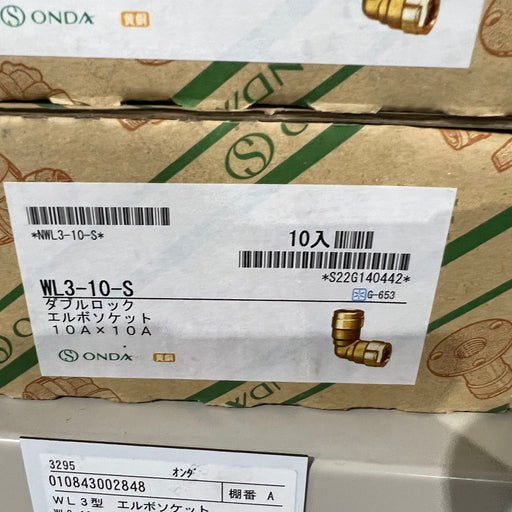 ONDA 黄銅
ONDA
*NWL3-10-S*
10入
*S22G140442*
WL3-10-S
G-653
ダブルロック
エルボソケット
10A×10A
ONDA 黄銅
3295 オンダ
010843002848
棚番 A
WL3型 エルボソケット